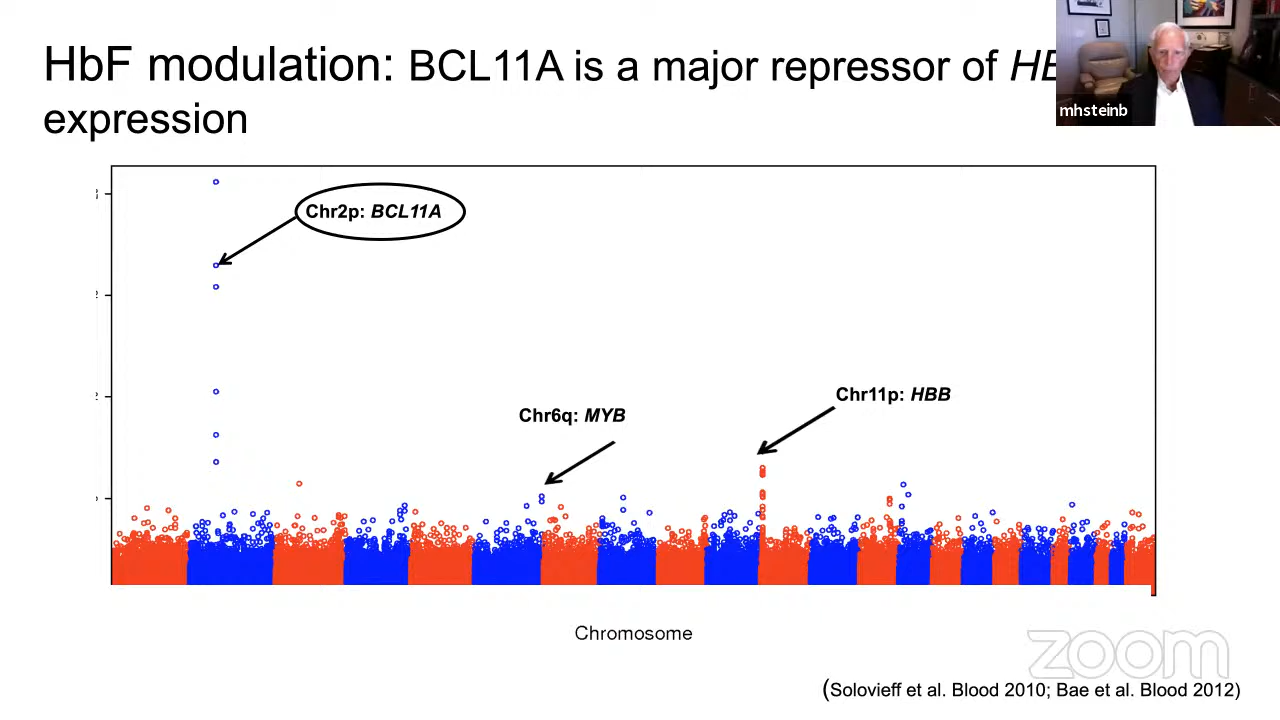 HbF modulation: BCL11A is a major repressor of
expression
mhsteinb
Chr2p: BCL11A
Chr6q: MYB
Chr11p: HBB
Chromosome
zoom
(Solovieff et al. Blood 2010; Bae et al. Blood 2012)